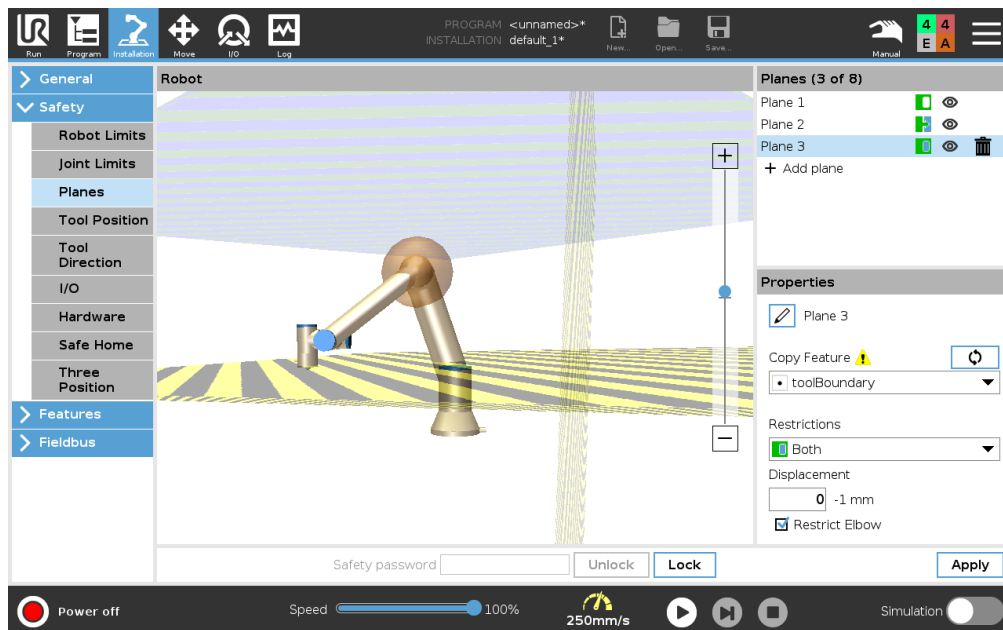 UR
Run
Program
Installation
Move
I/O
Log
PROGRAM <unnamed>*
INSTALLATION default_1*
New...
Open...
Save...
Manual
4 4
E A
General
Safety
Robot Limits
Joint Limits
Planes
Tool Position
Tool
Direction
I/O
Hardware
Safe Home
Three
Position
Features
Fieldbus
Robot
Planes (3 of 8)
Plane 1
Plane 2
Plane 3
+ Add plane
Properties
Plane 3
Copy Feature
toolBoundary
Restrictions
Both
Displacement
0 -1 mm
Restrict Elbow
Safety password
Unlock
Lock
Apply
Power off
Speed
100%
250mm/s
Simulation